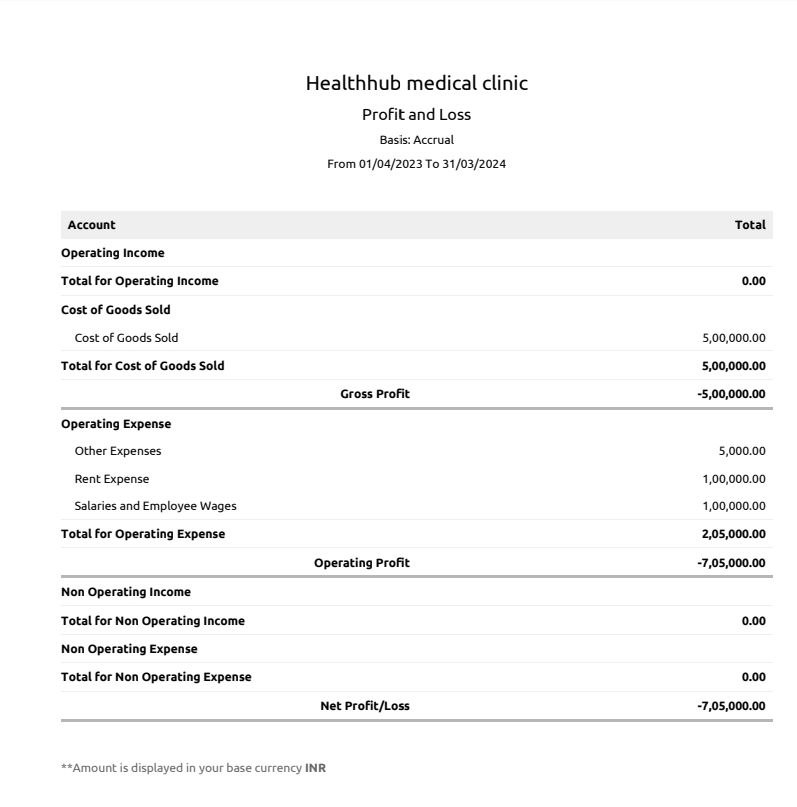 Healthhub medical clinic
Profit and Loss
Basis: Accrual
From 01/04/2023 To 31/03/2024
Account Total
Operating Income
Total for Operating Income 0.00
Cost of Goods Sold
Cost of Goods Sold 5,00,000.00
Total for Cost of Goods Sold 5,00,000.00
Gross Profit -5,00,000.00
Operating Expense
Other Expenses 5,000.00
Rent Expense 1,00,000.00
Salaries and Employee Wages 1,00,000.00
Total for Operating Expense 2,05,000.00
Operating Profit -7,05,000.00
Non Operating Income
Total for Non Operating Income 0.00
Non Operating Expense
Total for Non Operating Expense 0.00
Net Profit/Loss -7,05,000.00
**Amount is displayed in your base currency INR